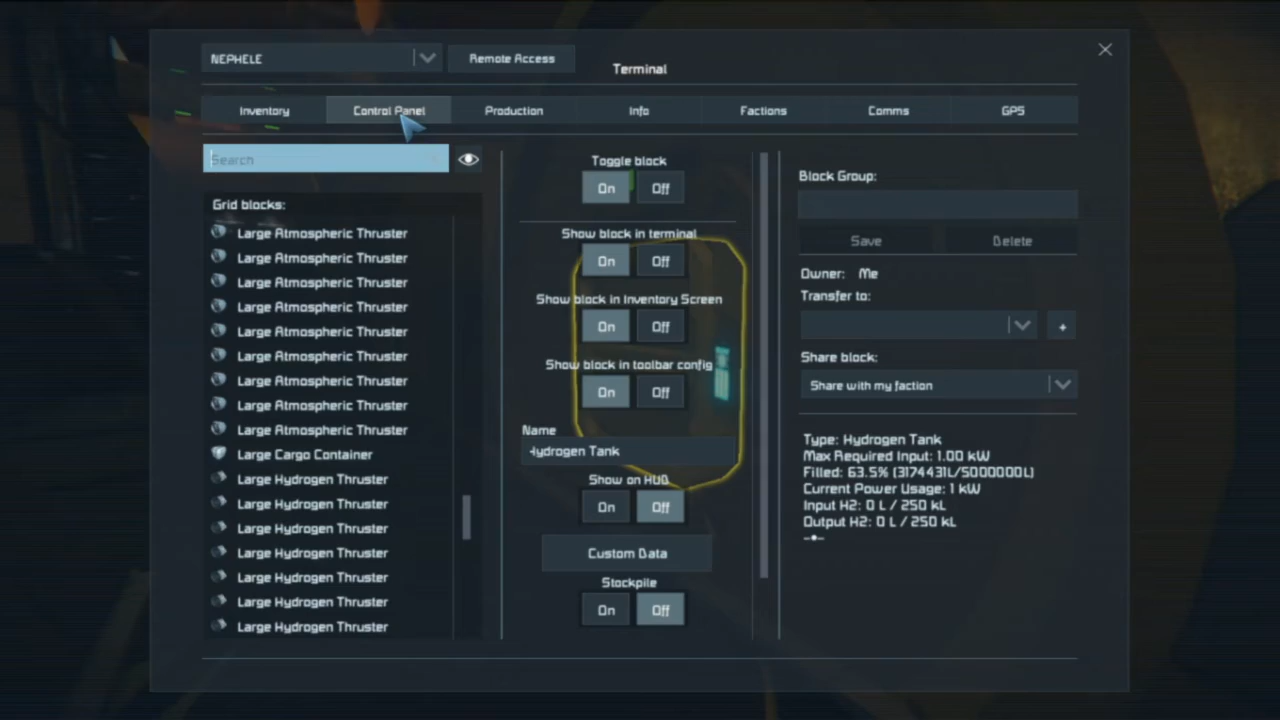 NEPHELE
Remote Access
Terminal
Inventory
Control Panel
Production
Info
Factions
Comms
GPS
Search
Grid blocks:
Large Atmospheric Thruster
Large Atmospheric Thruster
Large Atmospheric Thruster
Large Atmospheric Thruster
Large Atmospheric Thruster
Large Atmospheric Thruster
Large Atmospheric Thruster
Large Atmospheric Thruster
Large Atmospheric Thruster
Large Cargo Container
Large Hydrogen Thruster
Large Hydrogen Thruster
Large Hydrogen Thruster
Large Hydrogen Thruster
Large Hydrogen Thruster
Large Hydrogen Thruster
Large Hydrogen Thruster
Toggle block
On Off
Show block in terminal
On Off
Show block in Inventory Screen
On Off
Show block in toolbar config
On Off
Name
Hydrogen Tank
Show on HUD
On Off
Custom Data
Stockpile
On Off
Block Group:
Save Delete
Owner: Me
Transfer to:
+
Share block:
Share with my faction
Type: Hydrogen Tank
Max Required Input: 1.00 kW
Filled: 63.5% (3174431L/5000000L)
Current Power Usage: 1 kW
Input H2: 0 L / 250 kL
Output H2: 0 L / 250 kL